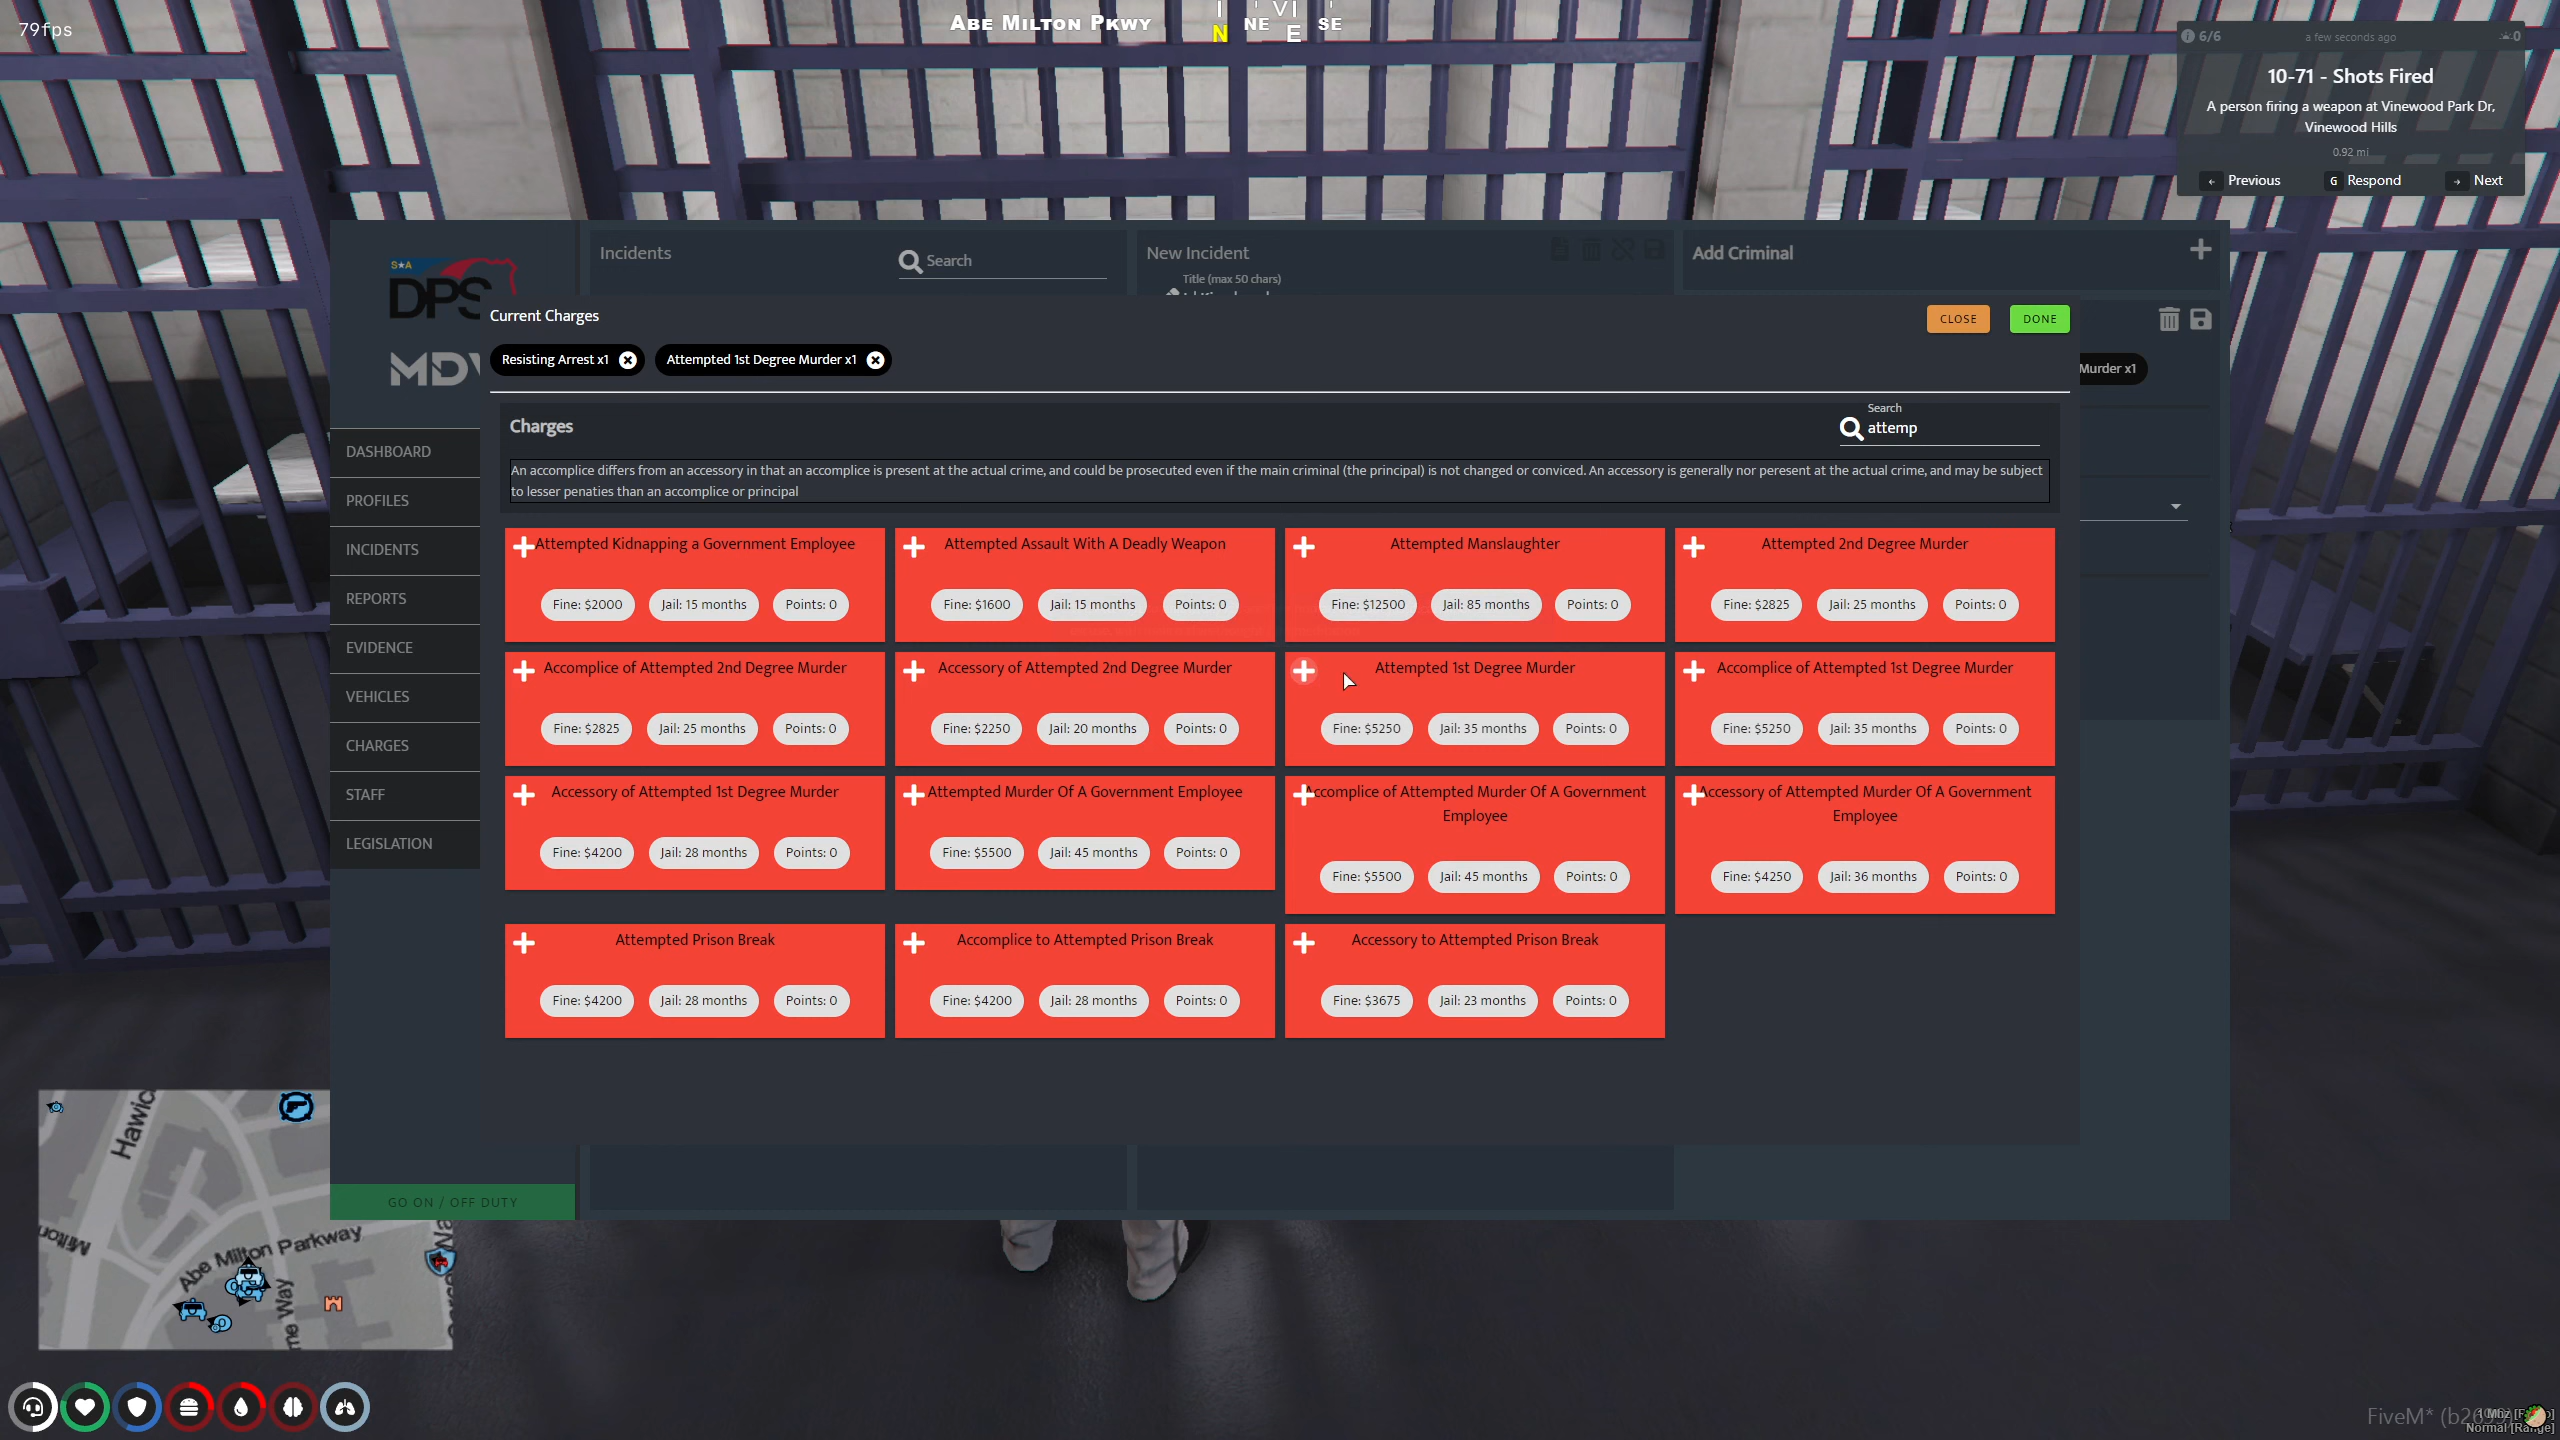 79fps
Abe Milton Pkwy
N NE E SE
6/6 a few seconds ago 0
10-71 - Shots Fired
A person firing a weapon at Vinewood Park Dr,
Vinewood Hills
0.92 mi
← Previous G Respond → Next
S★A
DPS
Incidents Search
New Incident
Title (max 50 chars)
Add Criminal
Current Charges CLOSE DONE
Resisting Arrest x1 Attempted 1st Degree Murder x1
Murder x1
Charges
Search
attemp
An accomplice differs from an accessory in that an accomplice is present at the actual crime, and could be prosecuted even if the main criminal (the principal) is not changed or conviced. An accessory is generally nor peresent at the actual crime, and may be subject
to lesser penaties than an accomplice or principal
DASHBOARD
PROFILES
INCIDENTS
REPORTS
EVIDENCE
VEHICLES
CHARGES
STAFF
LEGISLATION
GO ON / OFF DUTY
Attempted Kidnapping a Government Employee
Fine: $2000 Jail: 15 months Points: 0
Attempted Assault With A Deadly Weapon
Fine: $1600 Jail: 15 months Points: 0
Attempted Manslaughter
Fine: $12500 Jail: 85 months Points: 0
Attempted 2nd Degree Murder
Fine: $2825 Jail: 25 months Points: 0
Accomplice of Attempted 2nd Degree Murder
Fine: $2825 Jail: 25 months Points: 0
Accessory of Attempted 2nd Degree Murder
Fine: $2250 Jail: 20 months Points: 0
Attempted 1st Degree Murder
Fine: $5250 Jail: 35 months Points: 0
Accomplice of Attempted 1st Degree Murder
Fine: $5250 Jail: 35 months Points: 0
Accessory of Attempted 1st Degree Murder
Fine: $4200 Jail: 28 months Points: 0
Attempted Murder Of A Government Employee
Fine: $5500 Jail: 45 months Points: 0
Accomplice of Attempted Murder Of A Government
Employee
Fine: $5500 Jail: 45 months Points: 0
Accessory of Attempted Murder Of A Government
Employee
Fine: $4250 Jail: 36 months Points: 0
Attempted Prison Break
Fine: $4200 Jail: 28 months Points: 0
Accomplice to Attempted Prison Break
Fine: $4200 Jail: 28 months Points: 0
Accessory to Attempted Prison Break
Fine: $3675 Jail: 23 months Points: 0
Hawic
Milton
Abe Milton Parkway
me Way
FiveM*
Normal [Range]